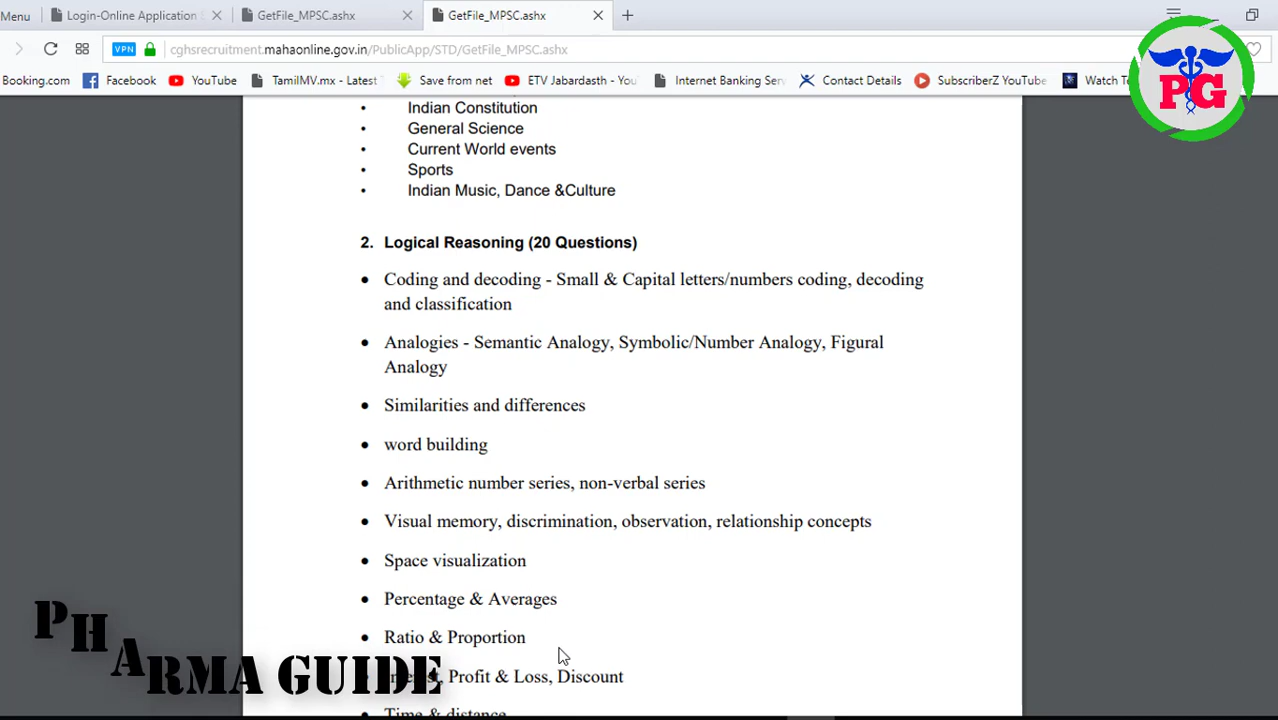 Menu
Login-Online Application
GetFile_MPSC.ashx
GetFile_MPSC.ashx
VPN
cghsrecruitment.mahaonline.gov.in/PublicApp/STD/GetFile_MPSC.ashx
Booking.com
Facebook
YouTube
TamilMV.mx - Latest
Save from net
ETV Jabardasth - You
Internet Banking Serv
Contact Details
SubscriberZ YouTube
Watch Te
PG
• Indian Constitution
• General Science
• Current World events
• Sports
• Indian Music, Dance &Culture
2. Logical Reasoning (20 Questions)
• Coding and decoding - Small & Capital letters/numbers coding, decoding
and classification
• Analogies - Semantic Analogy, Symbolic/Number Analogy, Figural
Analogy
• Similarities and differences
• word building
• Arithmetic number series, non-verbal series
• Visual memory, discrimination, observation, relationship concepts
• Space visualization
• Percentage & Averages
• Ratio & Proportion
Profit & Loss, Discount
• Time & distance
PHARMA GUIDE